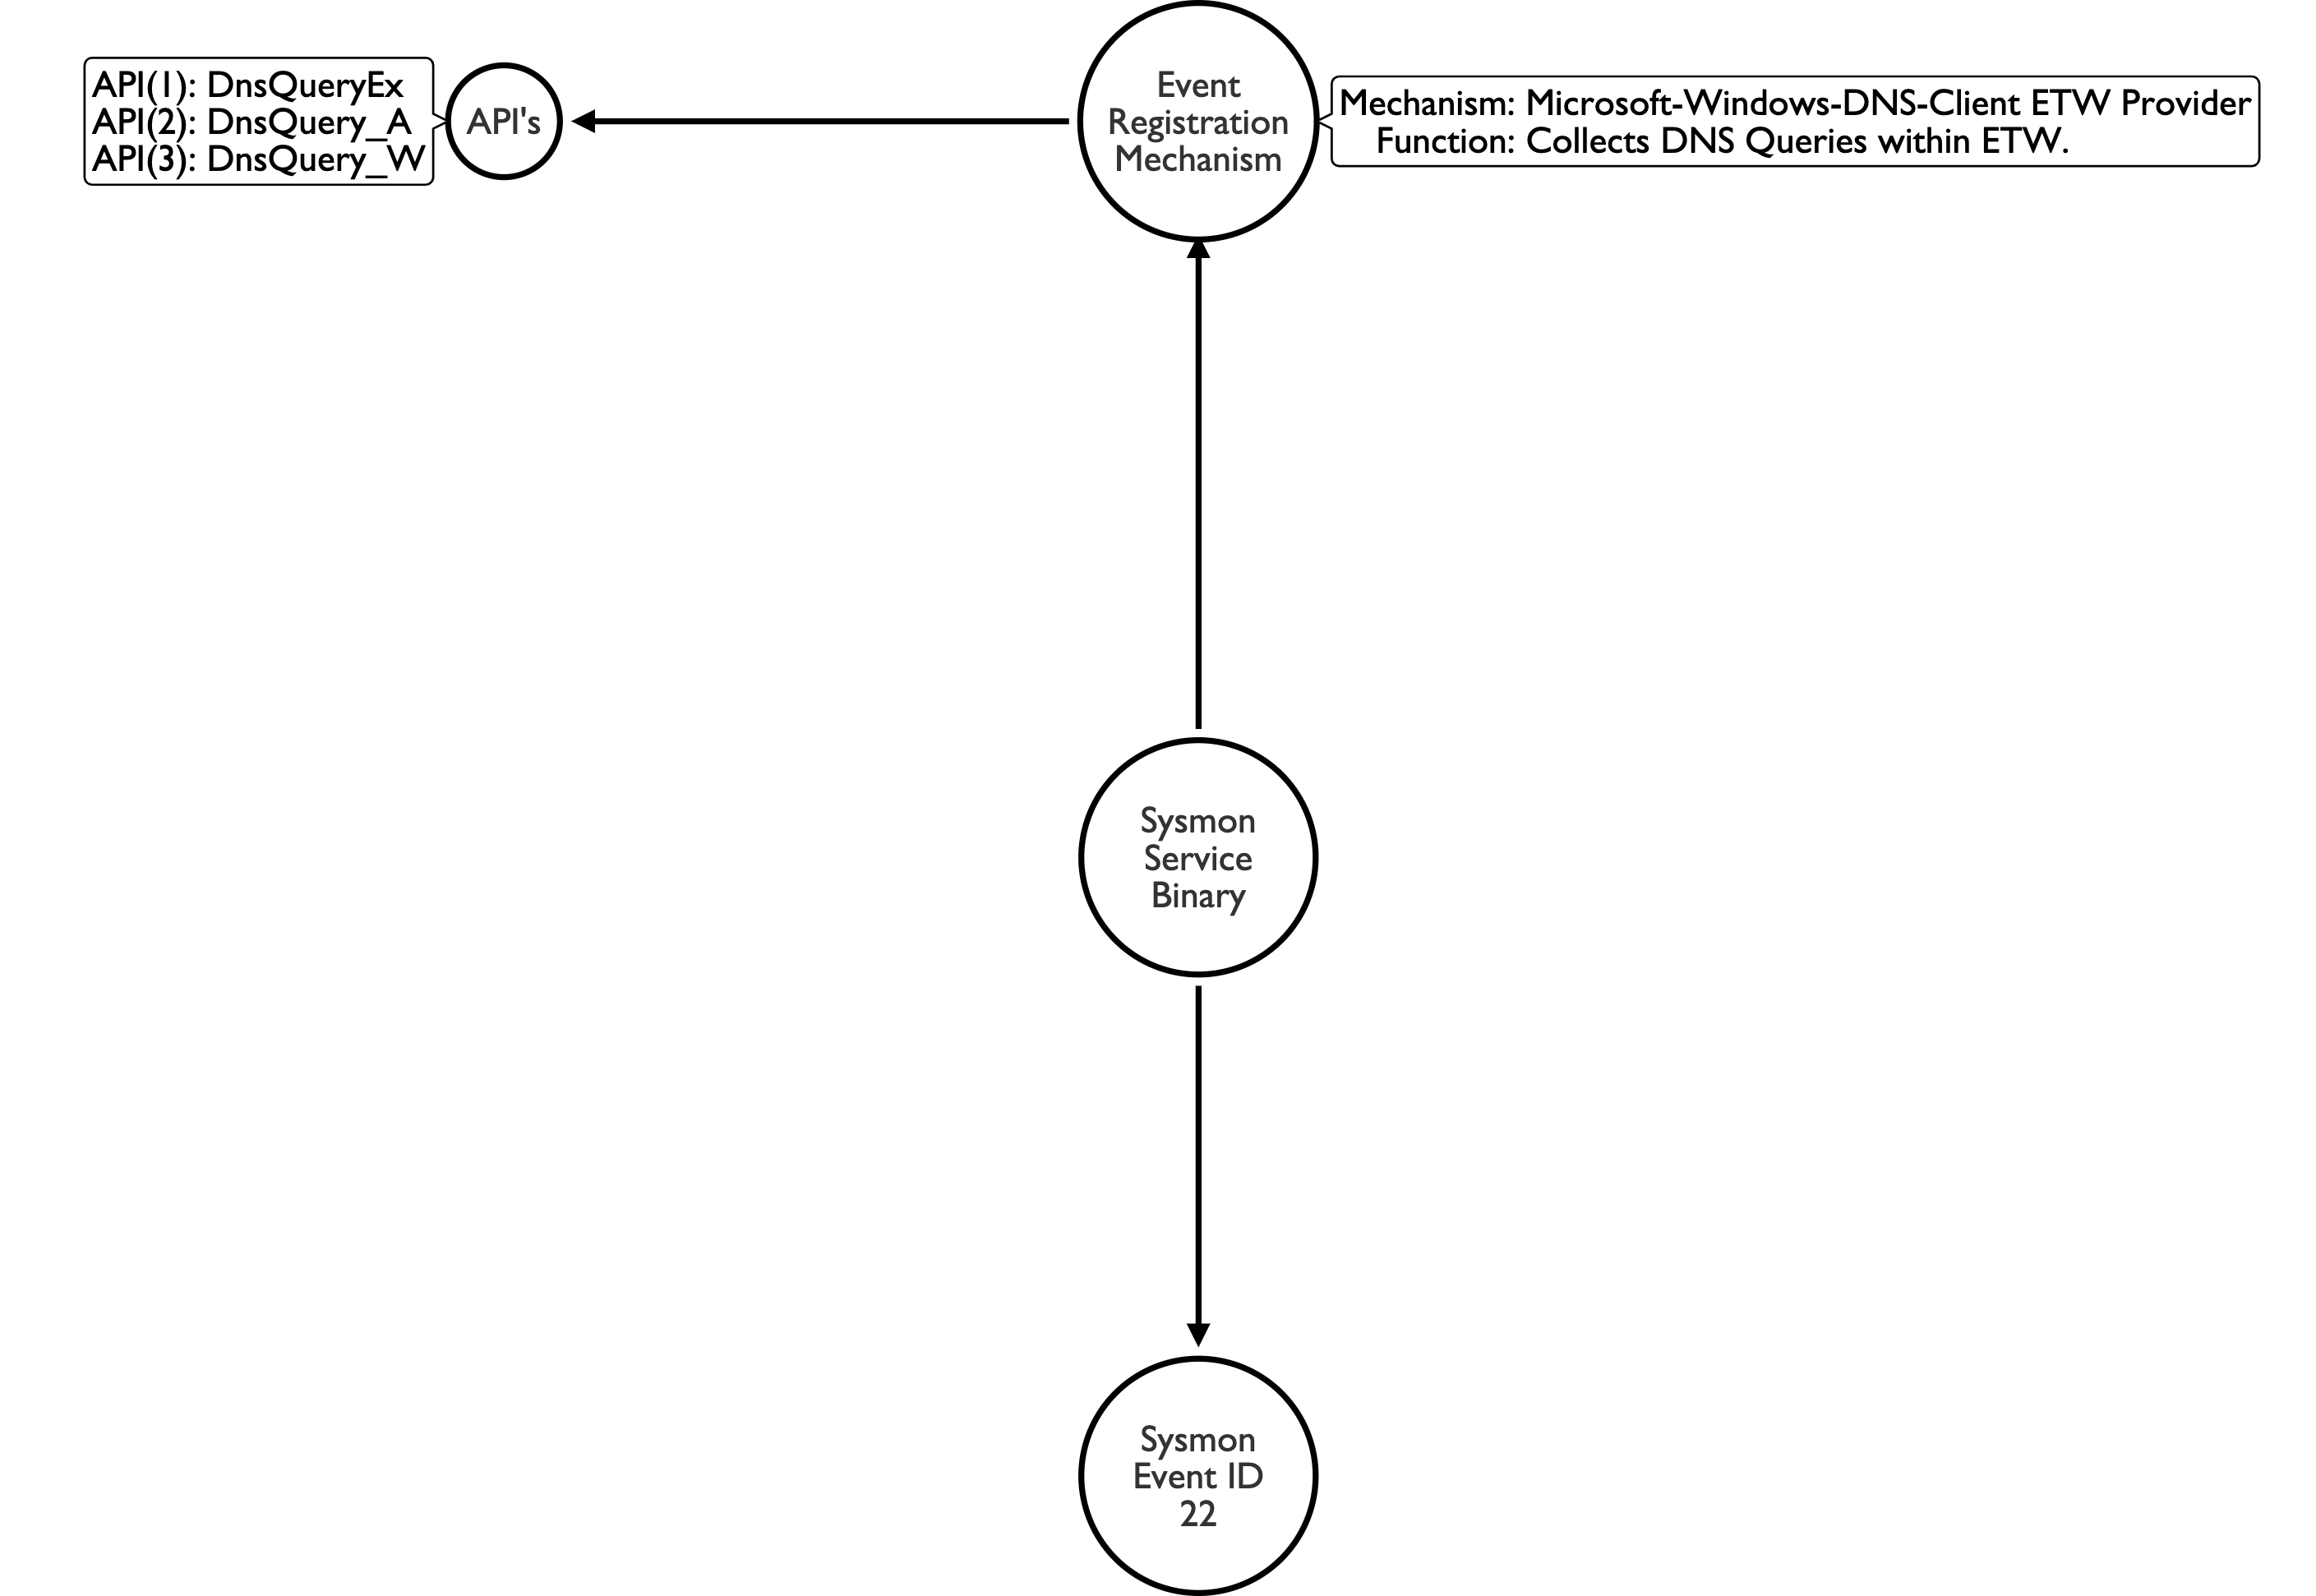 API(1): DnsQueryEx
API(2): DnsQuery_A
API(3): DnsQuery_W
API's
Event
Registration
Mechanism
Mechanism: Microsoft-Windows-DNS-Client ETW Provider
Function: Collects DNS Queries within ETW.
Sysmon
Service
Binary
Sysmon
Event ID
22